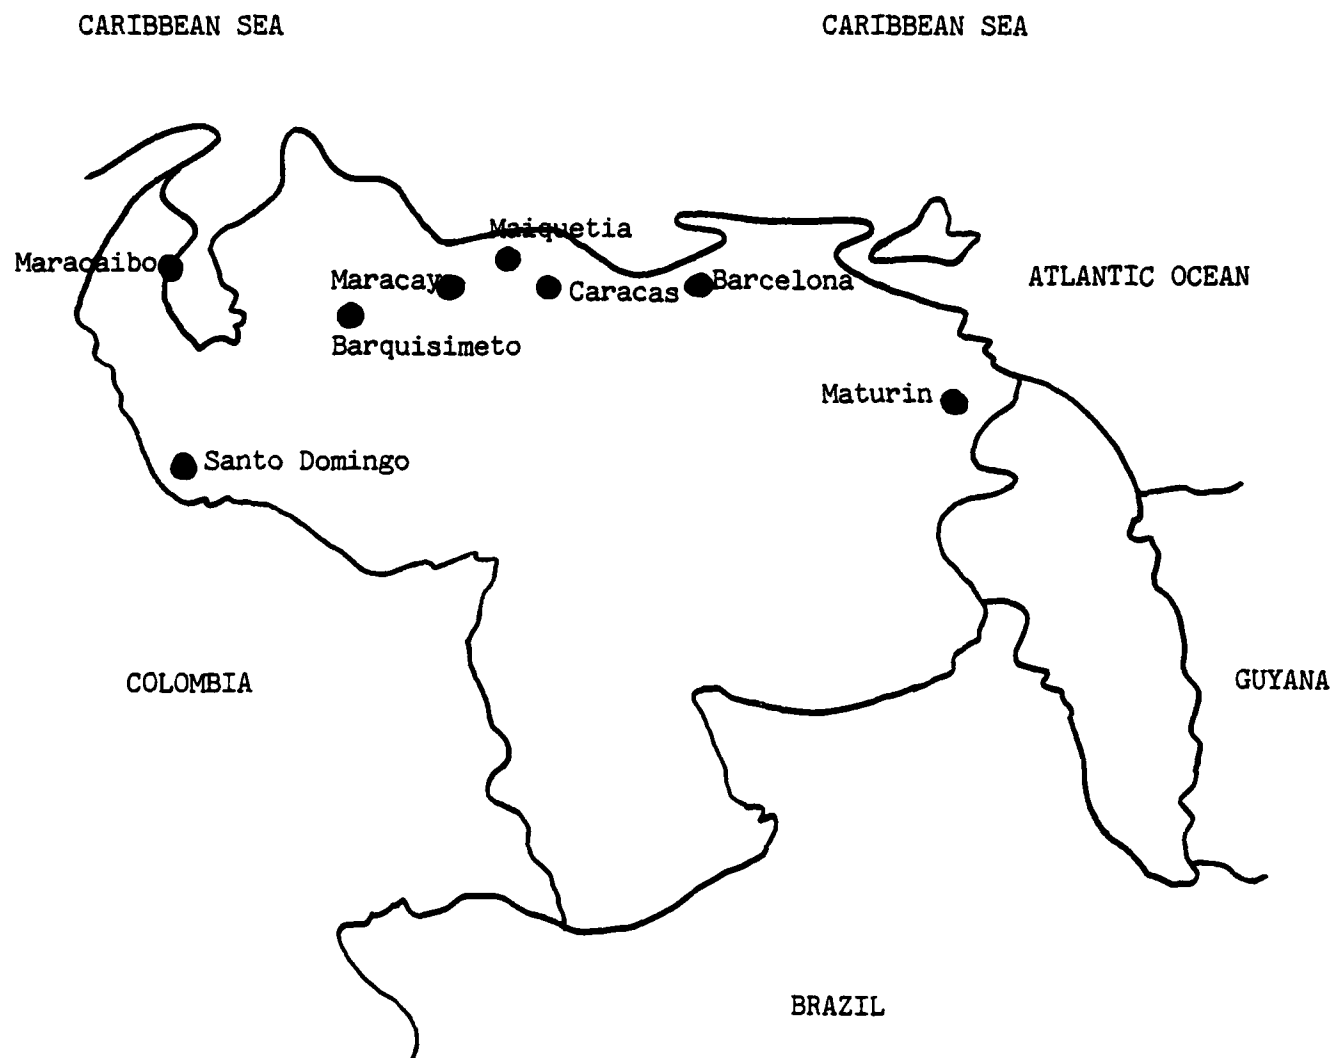 CARIBBEAN SEA
CARIBBEAN SEA
Maiquetia
Maracaibo
Maracay
Caracas
Barcelona
ATLANTIC OCEAN
Barquisimeto
Maturin
Santo Domingo
COLOMBIA
GUYANA
BRAZIL